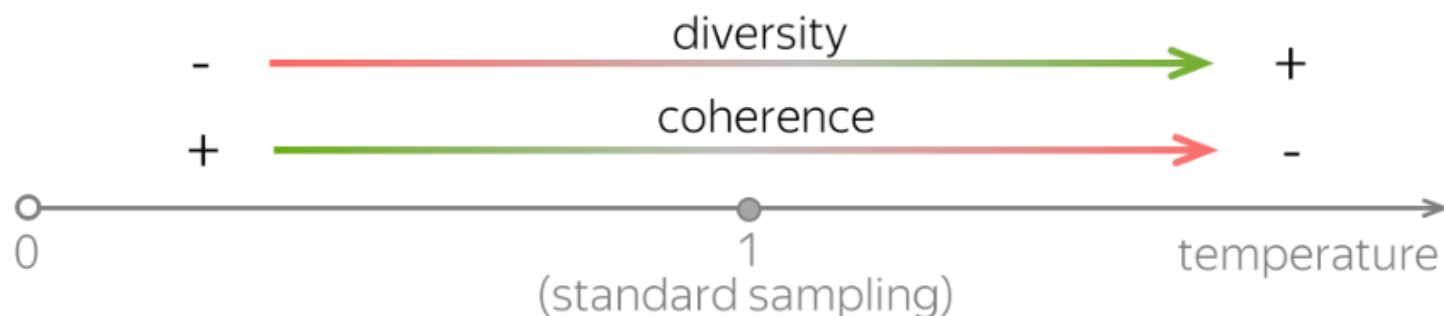 diversity
- +
coherence
+ -
0 1 temperature
(standard sampling)